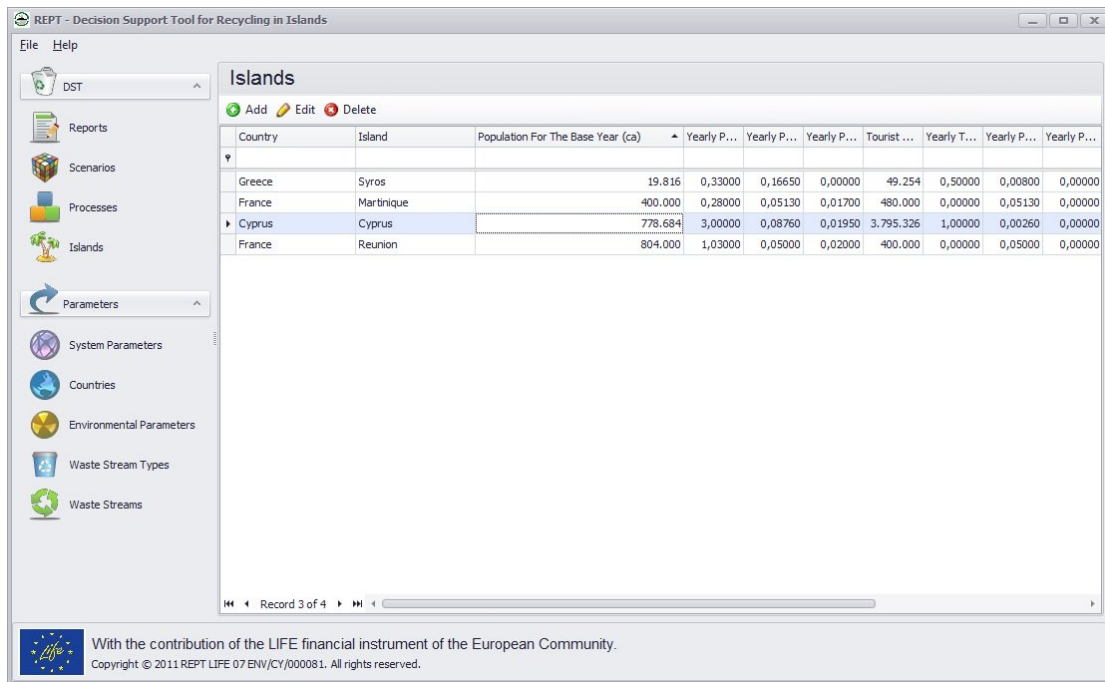 REPT - Decision Support Tool for Recycling in Islands
File Help
DST
Reports
Scenarios
Processes
Islands
Parameters
System Parameters
Countries
Environmental Parameters
Waste Stream Types
Waste Streams
Islands
Add Edit Delete
Country Island Population For The Base Year (ca) Yearly P... Yearly P... Yearly P... Tourist ... Yearly T... Yearly P... Yearly P...
Greece Syros 19.816 0,33000 0,16650 0,00000 49.254 0,50000 0,00800 0,00000
France Martinique 400.000 0,28000 0,05130 0,01700 480.000 0,00000 0,05130 0,00000
Cyprus Cyprus 778.684 3,00000 0,08760 0,01950 3.795.326 1,00000 0,00260 0,00000
France Reunion 804.000 1,03000 0,05000 0,02000 400.000 0,00000 0,05000 0,00000
Record 3 of 4
Life
With the contribution of the LIFE financial instrument of the European Community.
Copyright © 2011 REPT LIFE 07 ENV/CY/000081. All rights reserved.